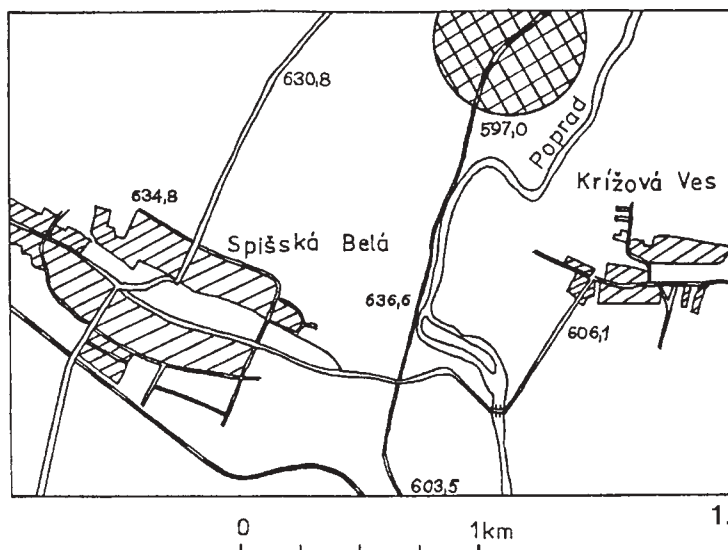 630,8
597,0
Poprad
Krížová Ves
634,8
Spišská Belá
636,6
606,1
603,5
1.
0
1km